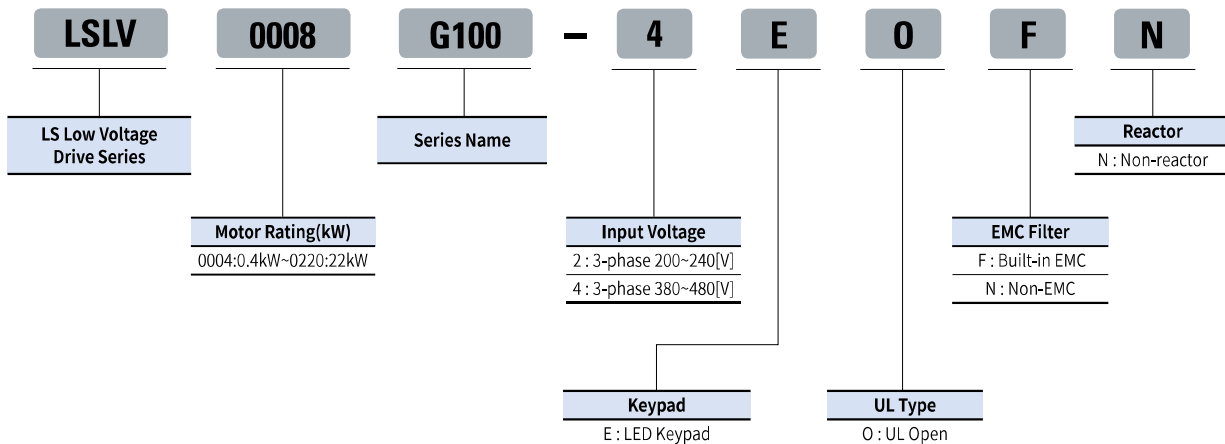 LSLV 0008 G100 - 4 E O F N
LS Low Voltage
Drive Series
Series Name
Reactor
N : Non-reactor
Motor Rating(kW)
0004:0.4kW~0220:22kW
Input Voltage
2 : 3-phase 200~240[V]
4 : 3-phase 380~480[V]
EMC Filter
F : Built-in EMC
N : Non-EMC
Keypad
E : LED Keypad
UL Type
O : UL Open